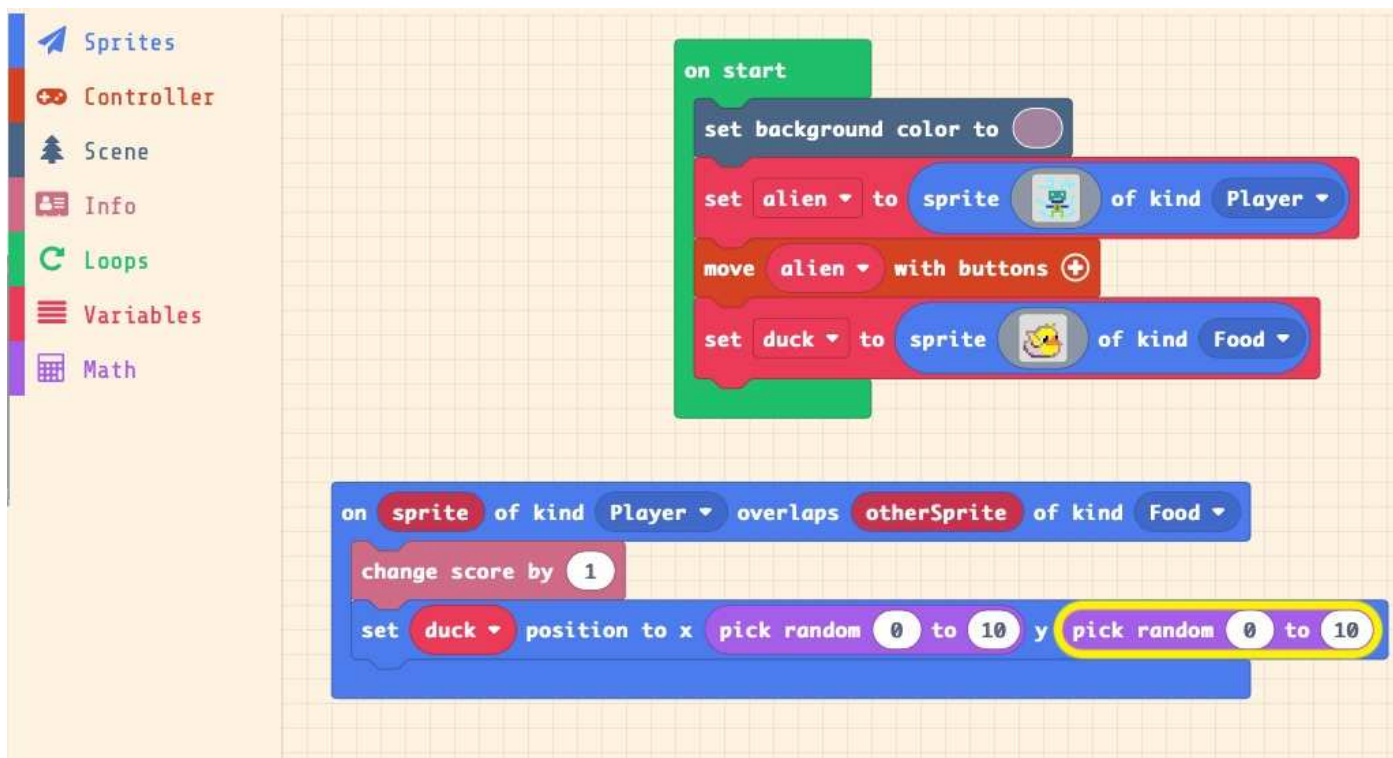 Sprites
Controller
Scene
Info
Loops
Variables
Math
on start
set background color to
set alien to sprite of kind Player
move alien with buttons
set duck to sprite of kind Food
on sprite of kind Player overlaps otherSprite of kind Food
change score by 1
set duck position to x pick random 0 to 10 y pick random 0 to 10